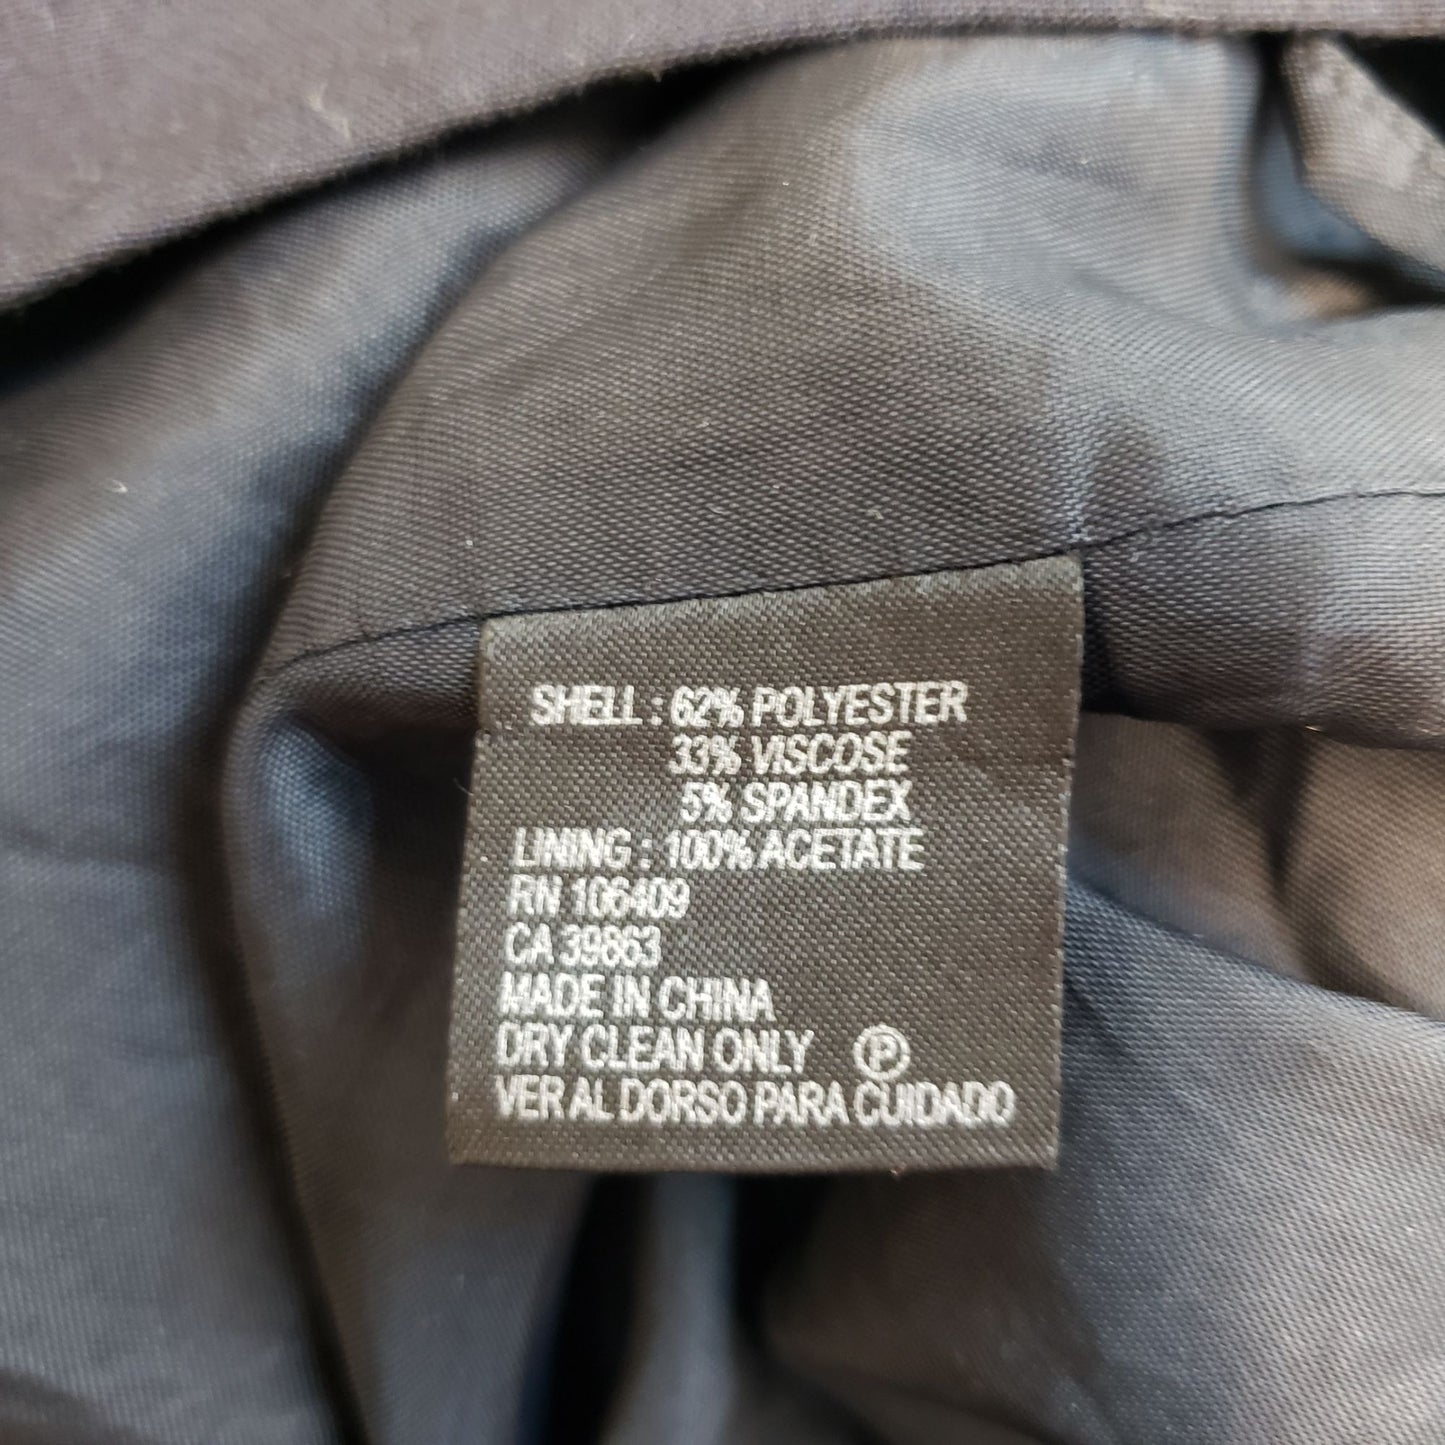 SHELL : 62% POLYESTER
33% VISCOSE
5% SPANDEX
LINING : 100% ACETATE
RN 106409
CA 39863
MADE IN CHINA
DRY CLEAN ONLY Ⓟ
VER AL DORSO PARA CUIDADO